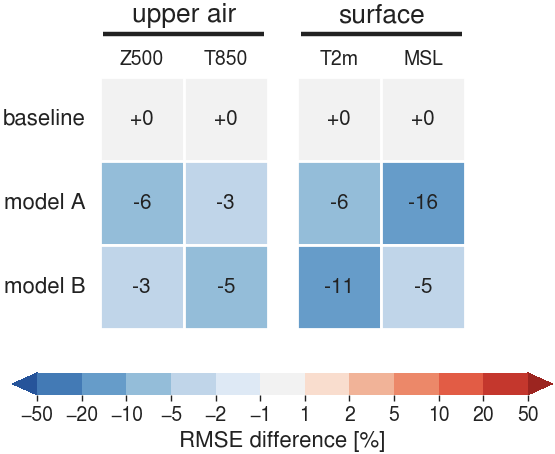 upper air surface
Z500 T850 T2m MSL
baseline +0 +0 +0 +0
model A -6 -3 -6 -16
model B -3 -5 -11 -5
−50 −20 −10 −5 −2 −1 1 2 5 10 20 50
RMSE difference [%]